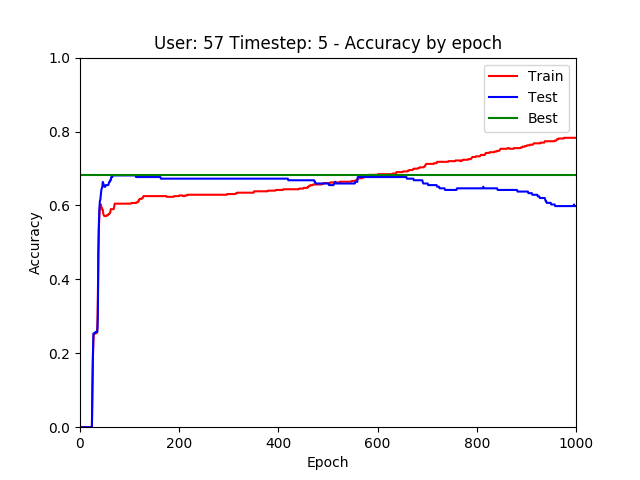 User: 57 Timestep: 5 - Accuracy by epoch
1.0
0.8
0.6
0.4
0.2
0.0
Accuracy
Train
Test
Best
0 200 400 600 800 1000
Epoch